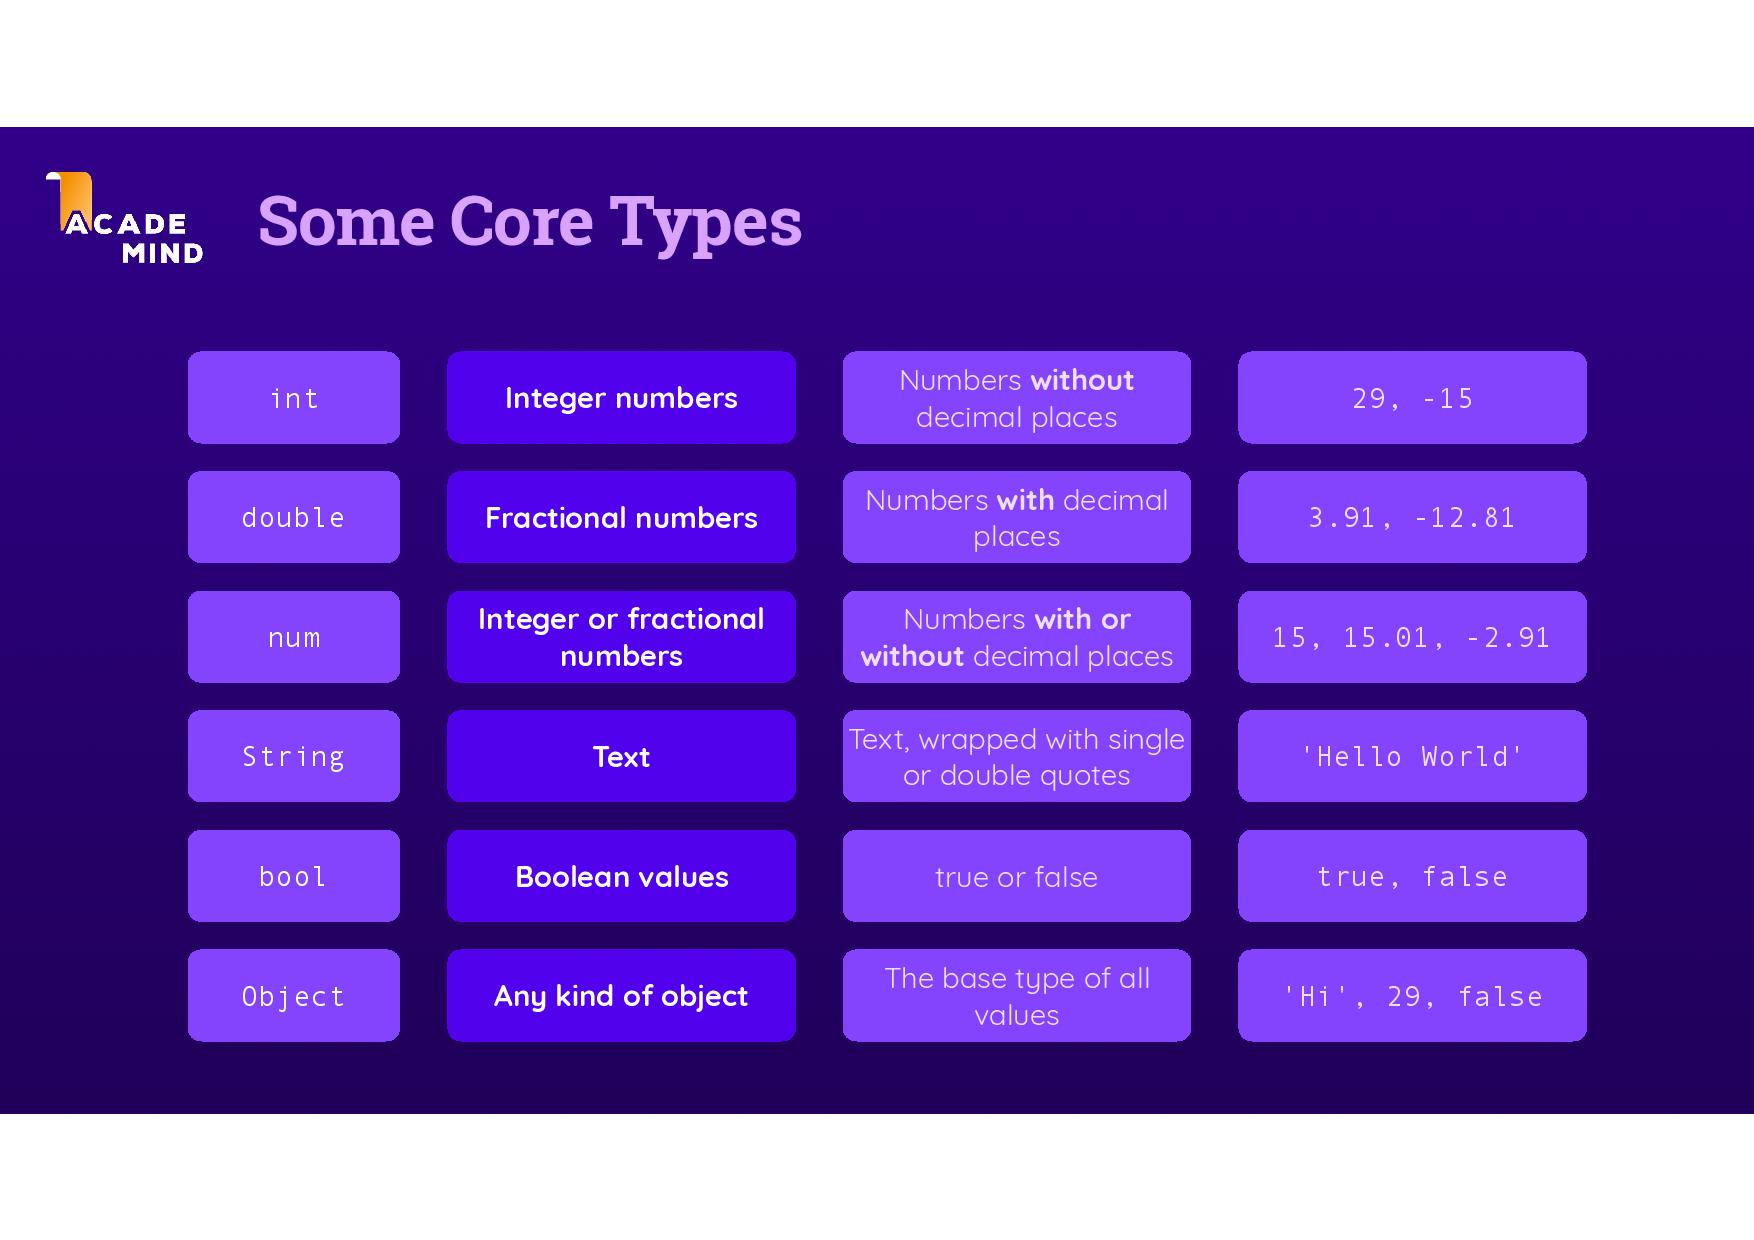 ACADE
MIND
Some Core Types
int
Integer numbers
Numbers without
decimal places
29, -15
double
Fractional numbers
Numbers with decimal
places
3.91, -12.81
num
Integer or fractional
numbers
Numbers with or
without decimal places
15, 15.01, -2.91
String
Text
Text, wrapped with single
or double quotes
'Hello World'
bool
Boolean values
true or false
true, false
Object
Any kind of object
The base type of all
values
'Hi', 29, false